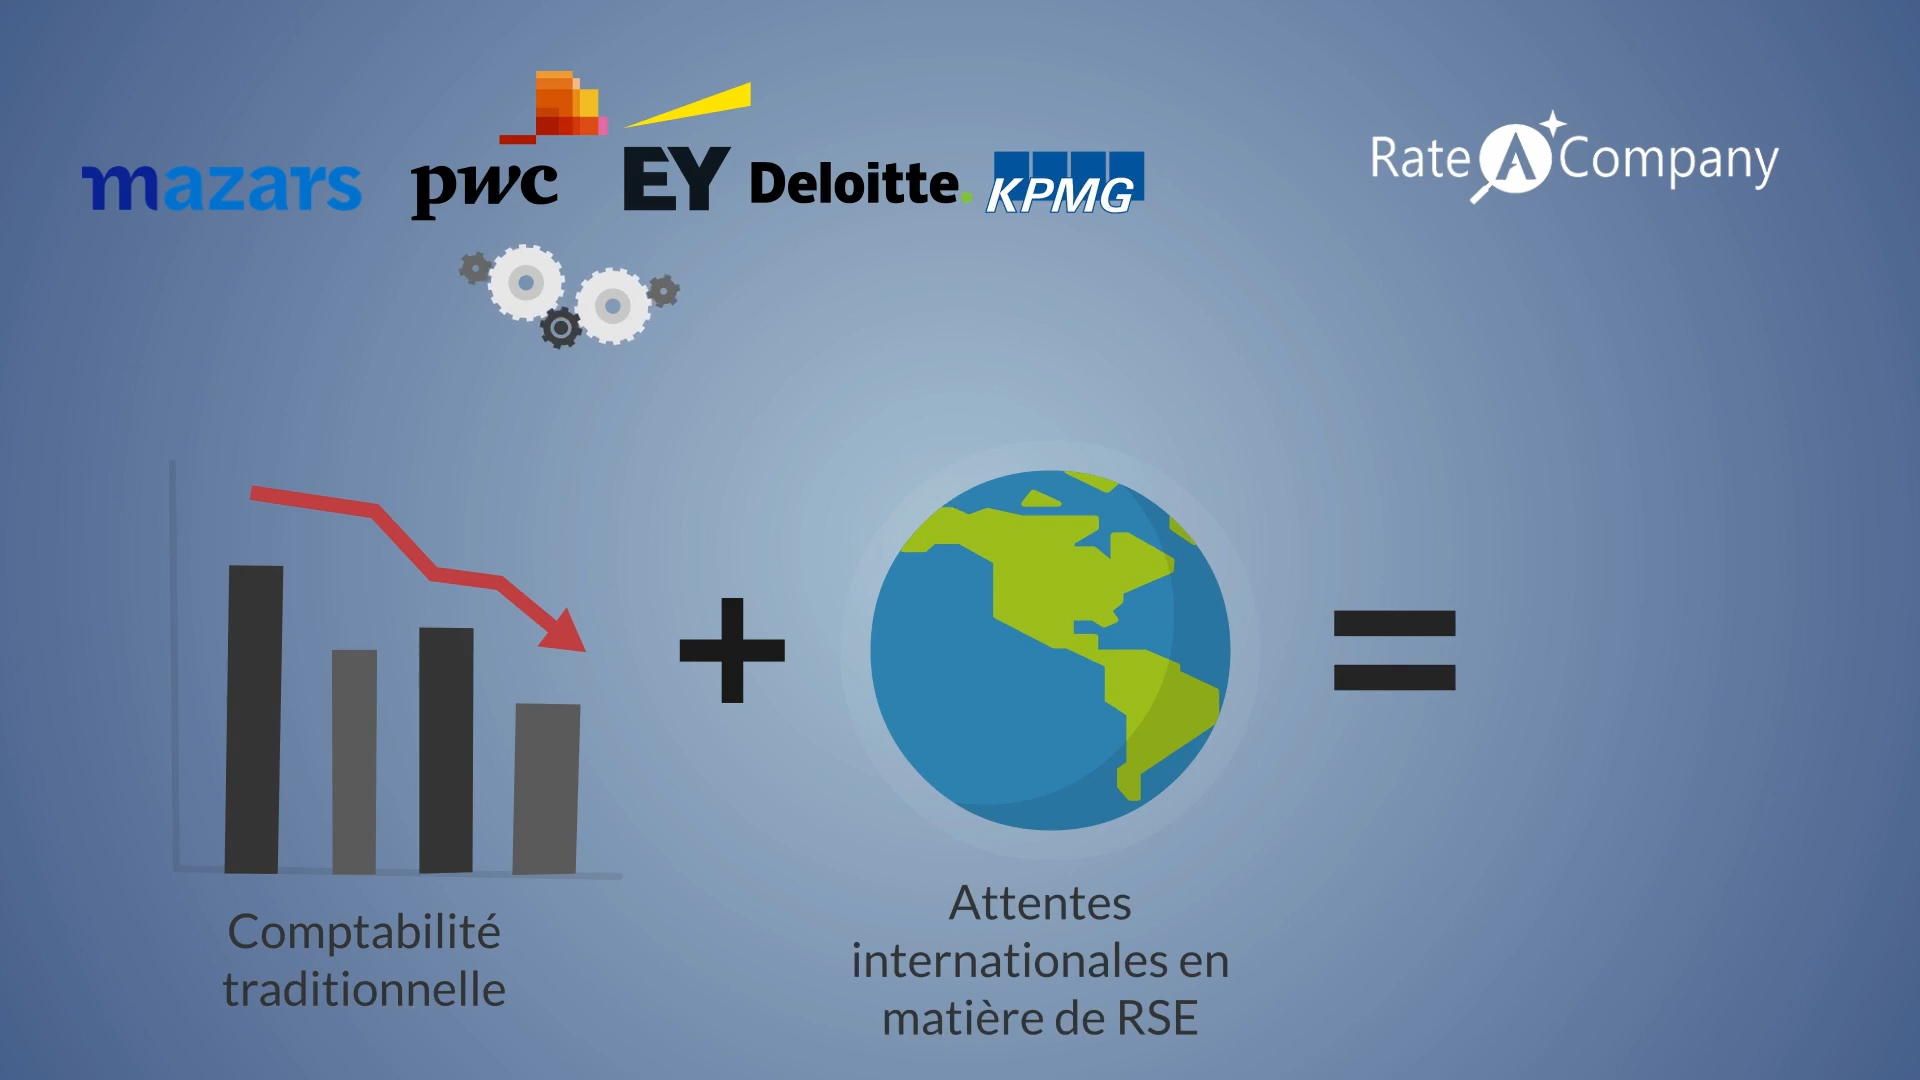 mazars pwc EY Deloitte. KPMG Rate A Company
Comptabilité
traditionnelle
Attentes
internationales en
matière de RSE